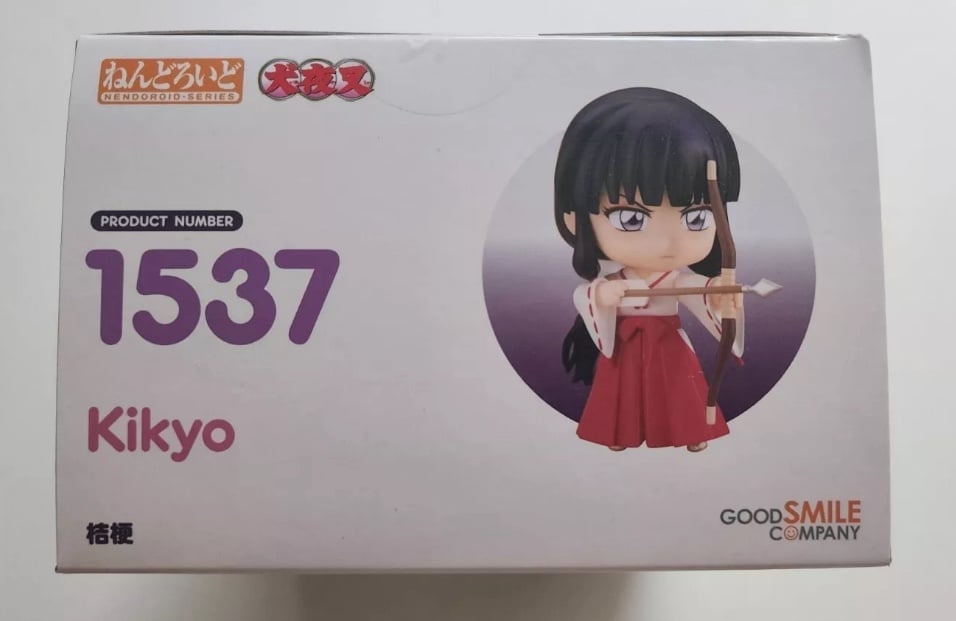 ねんどろいど
NENDOROID-SERIES
犬夜叉
PRODUCT NUMBER
1537
Kikyo
桔梗
GOOD SMILE
COMPANY